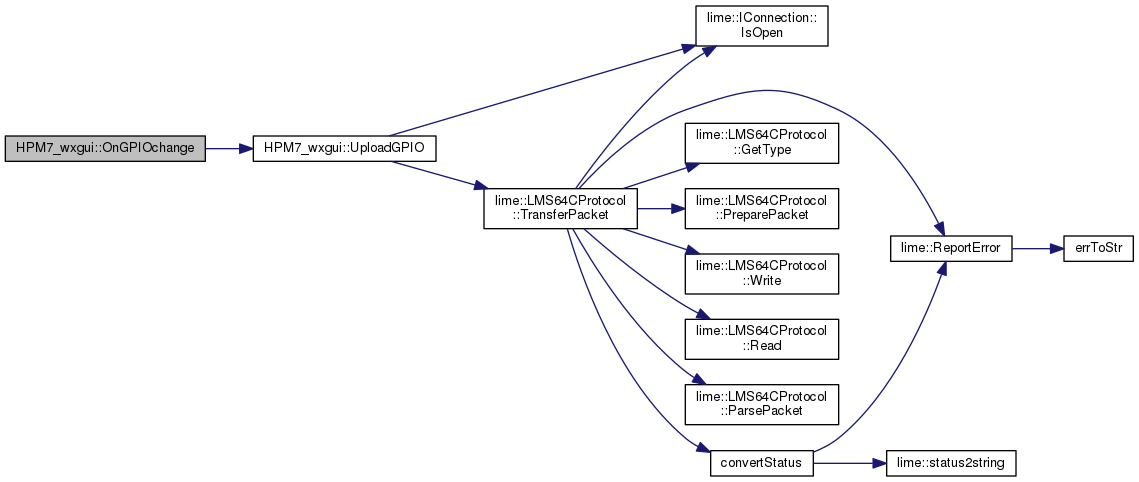 HPM7_wxgui::OnGPIOchange
HPM7_wxgui::UploadGPIO
lime::LMS64CProtocol
::TransferPacket
lime::IConnection::
IsOpen
lime::LMS64CProtocol
::GetType
lime::LMS64CProtocol
::PreparePacket
lime::LMS64CProtocol
::Write
lime::LMS64CProtocol
::Read
lime::LMS64CProtocol
::ParsePacket
convertStatus
lime::ReportError
lime::status2string
errToStr